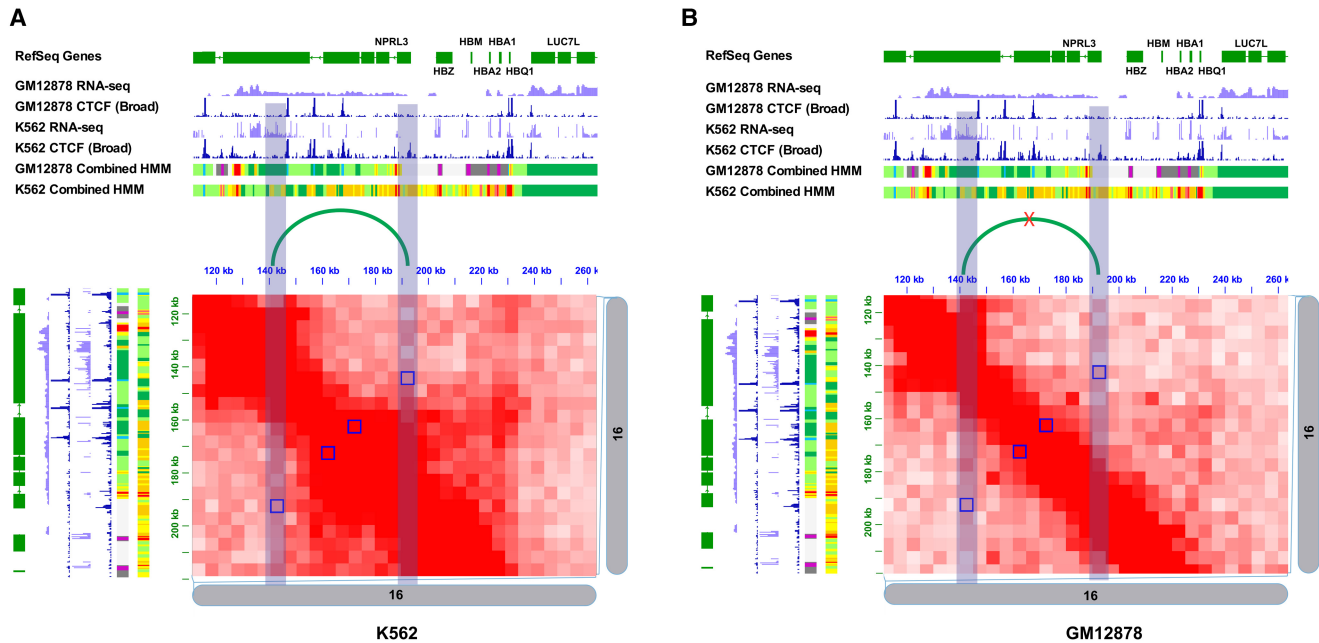 A
RefSeq Genes
NPRL3 HBM HBA1 LUC7L
HBZ HBA2 HBQ1
GM12878 RNA-seq
GM12878 CTCF (Broad)
K562 RNA-seq
K562 CTCF (Broad)
GM12878 Combined HMM
K562 Combined HMM
120 kb 140 kb 160 kb 180 kb 200 kb 220 kb 240 kb 260 k
120 kb
140 kb
160 kb
180 kb
200 kb
16
16
K562
B
RefSeq Genes
NPRL3 HBM HBA1 LUC7L
HBZ HBA2 HBQ1
GM12878 RNA-seq
GM12878 CTCF (Broad)
K562 RNA-seq
K562 CTCF (Broad)
GM12878 Combined HMM
K562 Combined HMM
X
120 kb 140 kb 160 kb 180 kb 200 kb 220 kb 240 kb 260 k
120 kb
140 kb
160 kb
180 kb
200 kb
16
16
GM12878